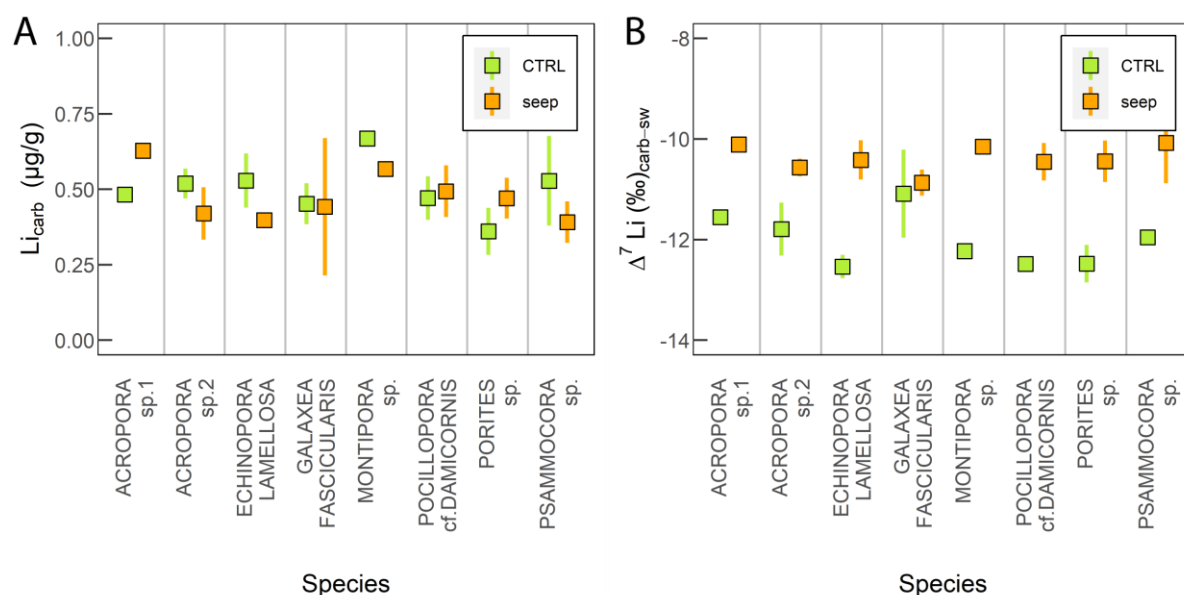 A
1.00
0.75
0.50
0.25
0.00
Li carb (µg/g)
CTRL
seep
ACROPORA
sp.1
ACROPORA
sp.2
ECHINOPORA
LAMELLOSA
GALAXEA
FASCICULARIS
MONTIPORA
sp.
POCILLOPORA
cf.DAMICORNIS
PORITES
sp.
PSAMMOCORA
sp.
Species
B
-8
-10
-12
-14
Δ⁷ Li (‰)carb−sw
CTRL
seep
ACROPORA
sp.1
ACROPORA
sp.2
ECHINOPORA
LAMELLOSA
GALAXEA
FASCICULARIS
MONTIPORA
sp.
POCILLOPORA
cf.DAMICORNIS
PORITES
sp.
PSAMMOCORA
sp.
Species